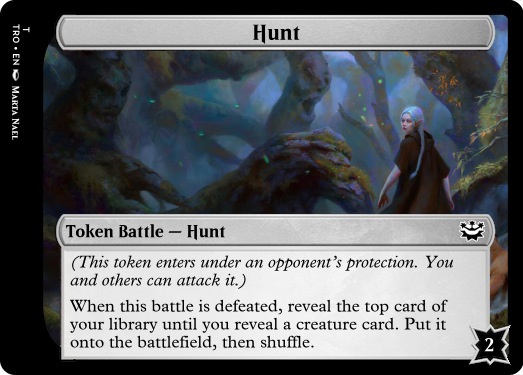 Hunt
Token Battle — Hunt
(This token enters under an opponent's protection. You
and others can attack it.)
When this battle is defeated, reveal the top card of
your library until you reveal a creature card. Put it
onto the battlefield, then shuffle.
2
T
TRO • EN MARTA NAEL